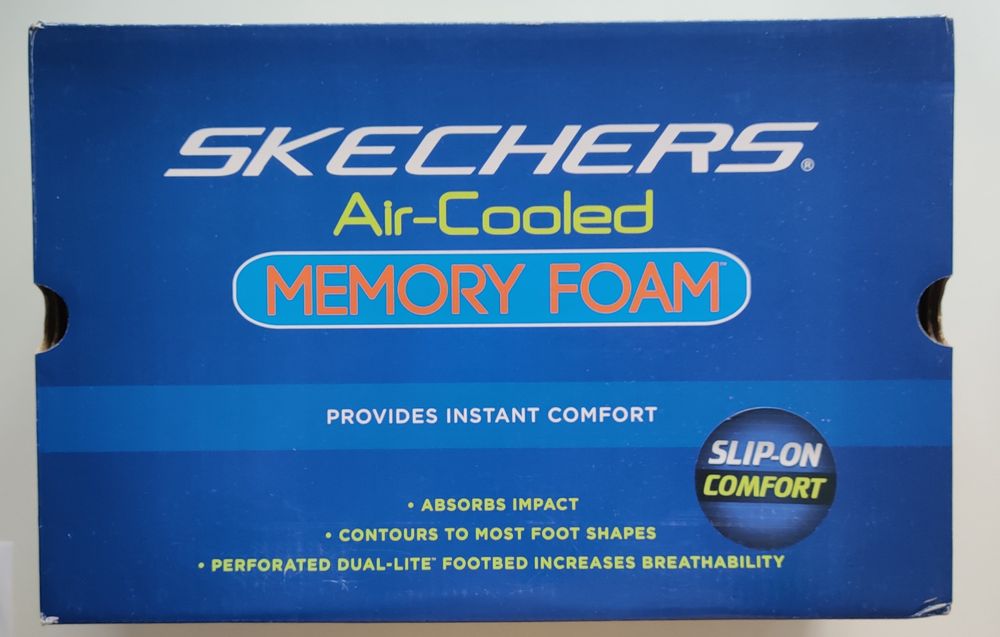 SKECHERS®
Air-Cooled
MEMORY FOAM™
PROVIDES INSTANT COMFORT
SLIP-ON
COMFORT
• ABSORBS IMPACT
• CONTOURS TO MOST FOOT SHAPES
• PERFORATED DUAL-LITE™ FOOTBED INCREASES BREATHABILITY